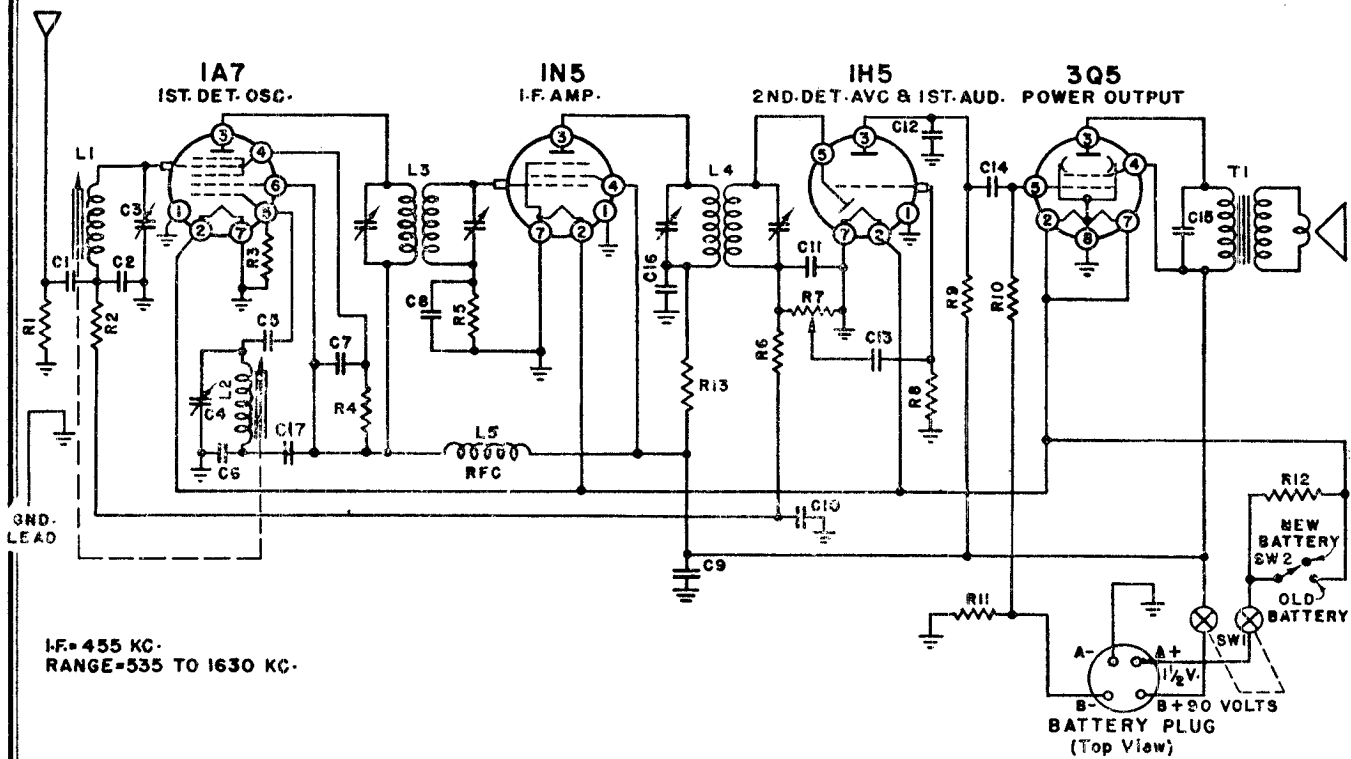 1A7
1ST. DET. OSC.
1N5
I.F. AMP.
1H5
2ND. DET. AVC & 1ST. AUD.
3Q5
POWER OUTPUT
L1
C3
C1
C2
R1
R2
3
4
6
5
1
2
7
R3
C5
L2
C4
C6
C17
C7
R4
L3
C8
R5
3
4
1
7
2
L5
RFC
L4
C16
R13
C11
R7
R6
C13
R8
5
3
1
7
2
C12
C14
R9
R10
3
4
5
2
7
8
C15
T1
GND.
LEAD
C10
C9
R11
R12
NEW
BATTERY
SW2
OLD
BATTERY
SW1
A-
A+
1½V.
B-
B+90 VOLTS
BATTERY PLUG
(Top View)
I.F.= 455 KC.
RANGE=535 TO 1630 KC.